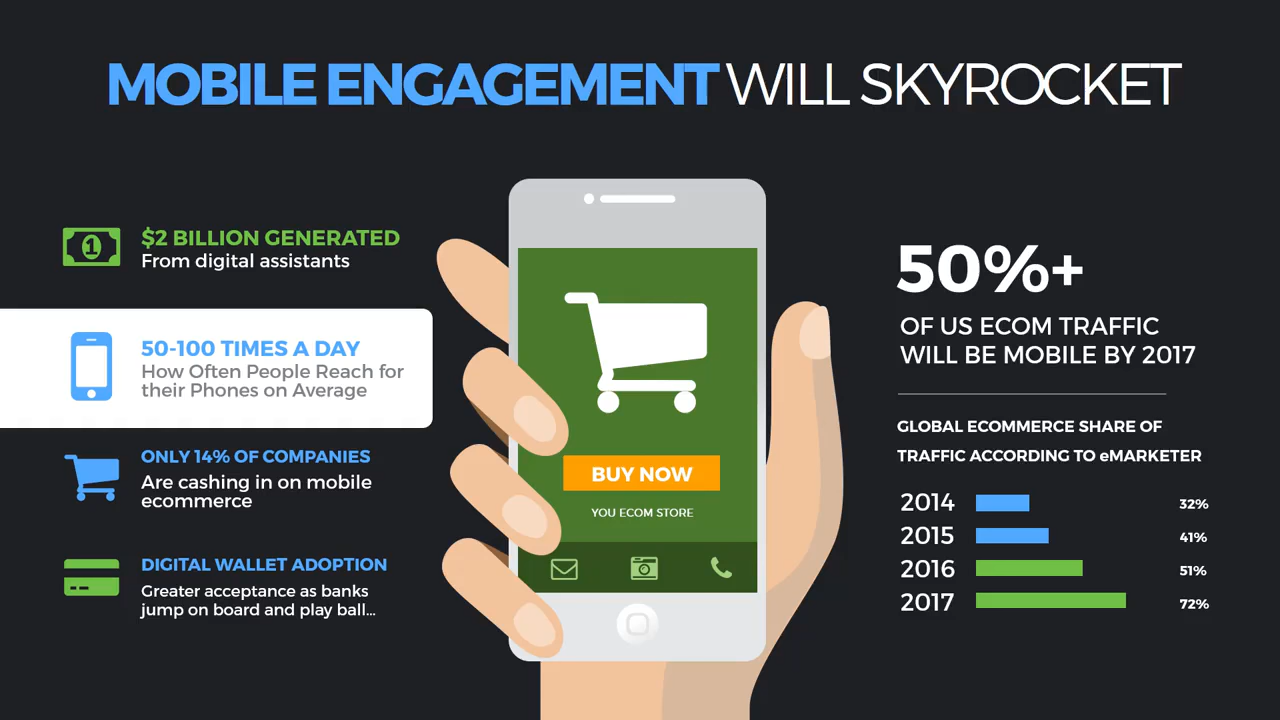 MOBILE ENGAGEMENT WILL SKYROCKET
$2 BILLION GENERATED
From digital assistants
50-100 TIMES A DAY
How Often People Reach for
their Phones on Average
ONLY 14% OF COMPANIES
Are cashing in on mobile
ecommerce
DIGITAL WALLET ADOPTION
Greater acceptance as banks
jump on board and play ball...
1
BUY NOW
YOU ECOM STORE
50%+
OF US ECOM TRAFFIC
WILL BE MOBILE BY 2017
GLOBAL ECOMMERCE SHARE OF
TRAFFIC ACCORDING TO eMARKETER
2014 32%
2015 41%
2016 51%
2017 72%